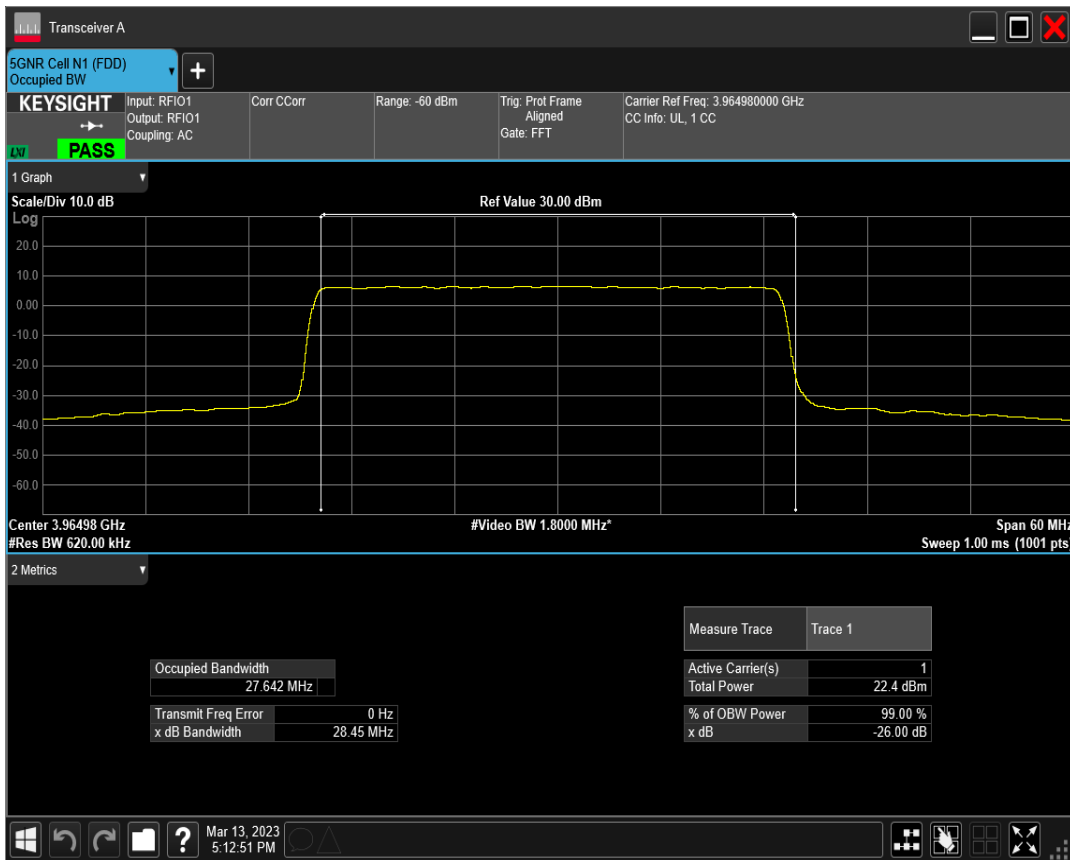 Transceiver A
5GNR Cell N1 (FDD)
Occupied BW
+
KEYSIGHT
LXI
PASS
Input: RFIO1
Output: RFIO1
Coupling: AC
Corr CCorr
Range: -60 dBm
Trig: Prot Frame
Aligned
Gate: FFT
Carrier Ref Freq: 3.964980000 GHz
CC Info: UL, 1 CC
1 Graph
Scale/Div 10.0 dB
Ref Value 30.00 dBm
Log
20.0
10.0
0.00
-10.0
-20.0
-30.0
-40.0
-50.0
-60.0
Center 3.96498 GHz
#Video BW 1.8000 MHz*
Span 60 MHz
#Res BW 620.00 kHz
Sweep 1.00 ms (1001 pts)
2 Metrics
Measure Trace Trace 1
Occupied Bandwidth
27.642 MHz
Active Carrier(s) 1
Total Power 22.4 dBm
Transmit Freq Error 0 Hz
x dB Bandwidth 28.45 MHz
% of OBW Power 99.00 %
x dB -26.00 dB
?
Mar 13, 2023
5:12:51 PM